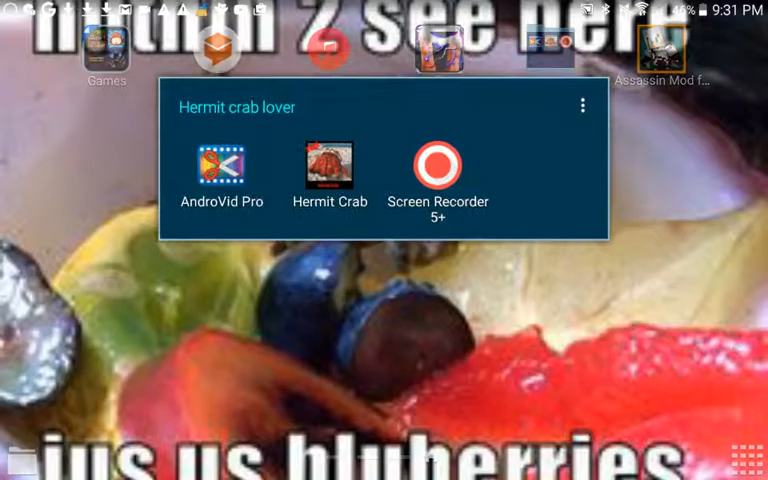 46% 9:31 PM
nuthin 2 see here
Games
Assassin Mod f...
Hermit crab lover
AndroVid Pro
Hermit Crab
Screen Recorder
5+
jus us bluberries